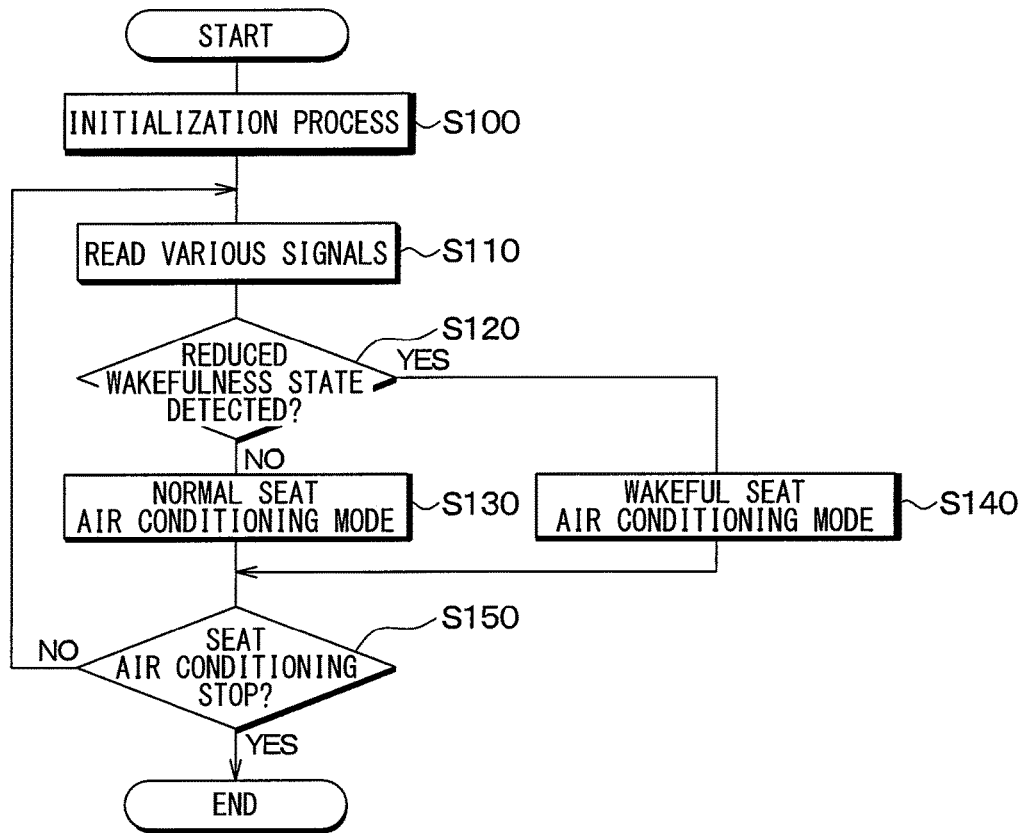 START
INITIALIZATION PROCESS
S100
READ VARIOUS SIGNALS
S110
S120
REDUCED
WAKEFULNESS STATE
DETECTED?
YES
NO
NORMAL SEAT
AIR CONDITIONING MODE
S130
WAKEFUL SEAT
AIR CONDITIONING MODE
S140
S150
SEAT
AIR CONDITIONING
STOP?
NO
YES
END